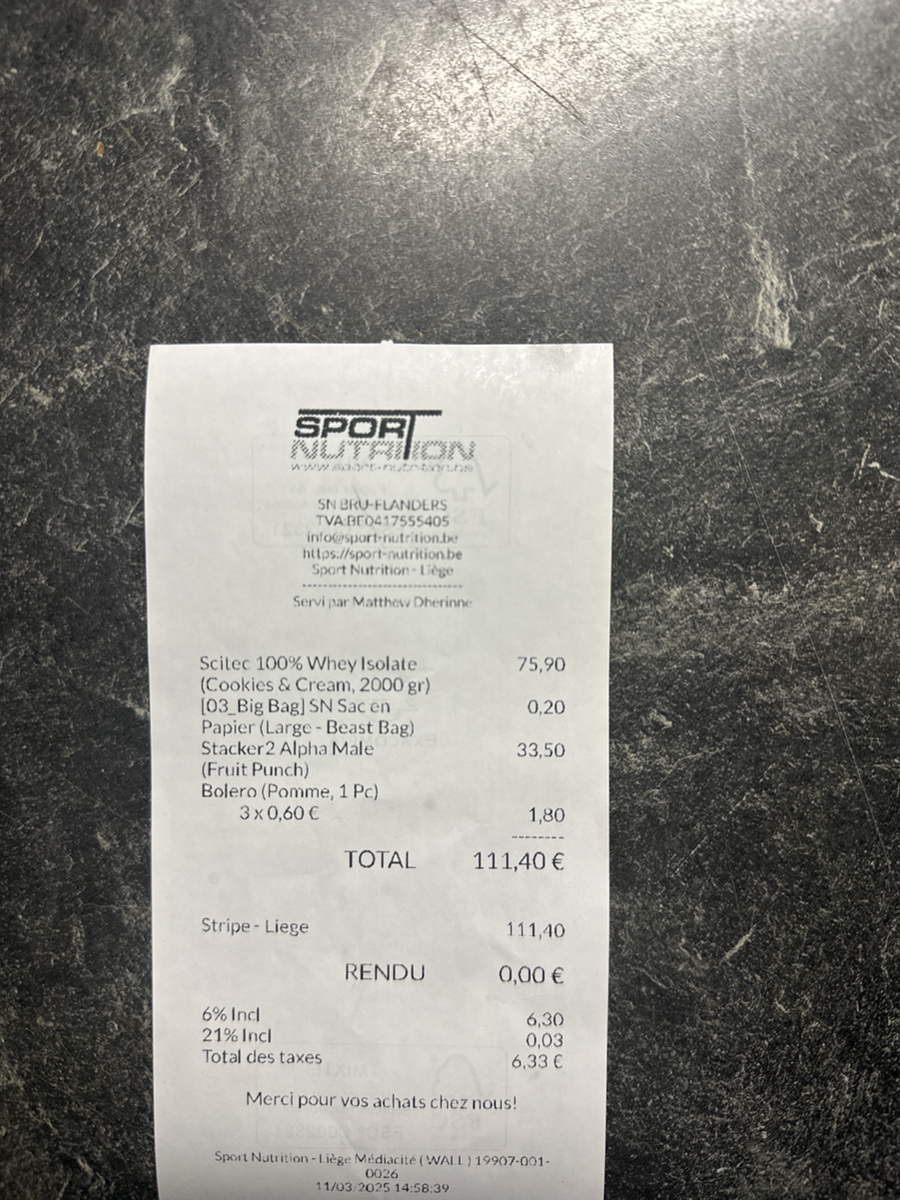 SPORT
NUTRITION
www.sport-nutrition.be
SN BRU-FLANDERS
TVA:BE0417555405
info@sport-nutrition.be
https://sport-nutrition.be
Sport Nutrition - Liège
--------------------------------
Servi par Matthew Dherinne
Scitec 100% Whey Isolate 75,90
(Cookies & Cream, 2000 gr)
[03_Big Bag] SN Sac en 0,20
Papier (Large - Beast Bag)
Stacker2 Alpha Male 33,50
(Fruit Punch)
Bolero (Pomme, 1 Pc)
3 x 0,60 € 1,80
--------
TOTAL 111,40 €
Stripe - Liege 111,40
RENDU 0,00 €
6% Incl 6,30
21% Incl 0,03
Total des taxes 6,33 €
Merci pour vos achats chez nous!
Sport Nutrition - Liège Médiacité ( WALL ) 19907-001-
0026
11/03/2025 14:58:39